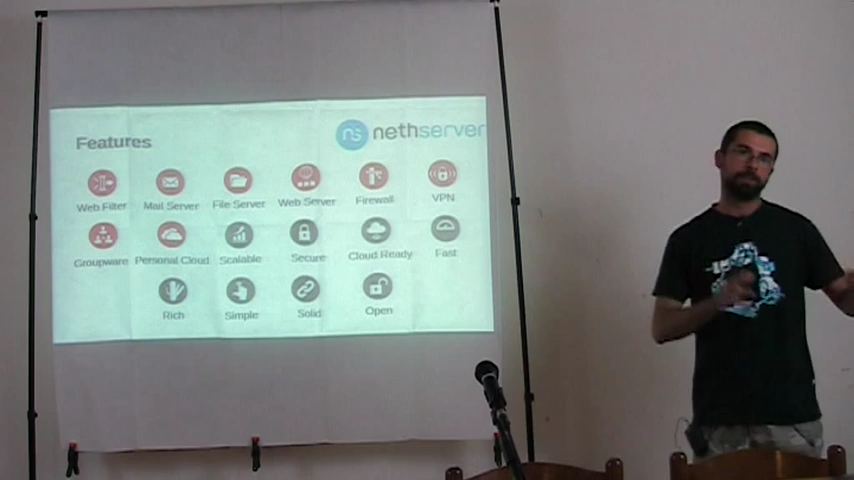 Features
nethserver
Web Filter Mail Server File Server Web Server Firewall VPN
Groupware Personal Cloud Scalable Secure Cloud Ready Fast
Rich Simple Solid Open